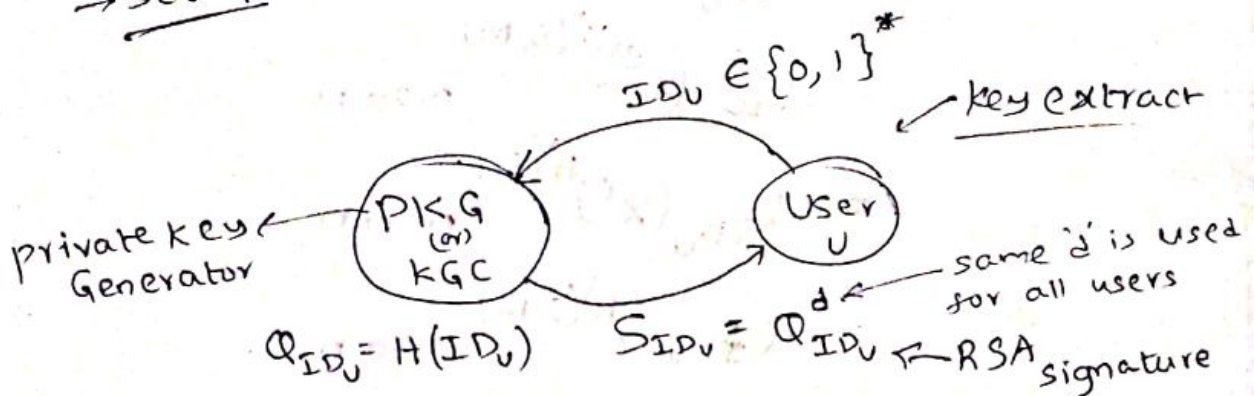 ID_U ∈ {0,1}*
key extract
private key
Generator
PKG
(or)
KGC
User
U
same 'd' is used
for all users
Q_ID_U = H(ID_U)
S_ID_U = Q_ID_U^d
RSA
signature